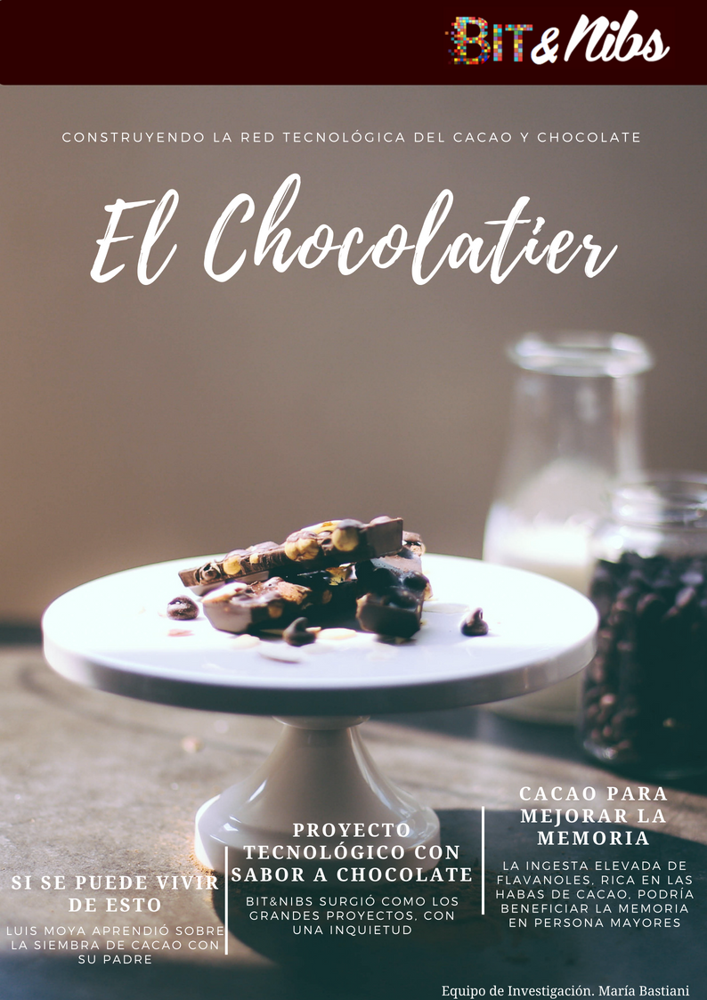 BIT & Nibs
CONSTRUYENDO LA RED TECNOLÓGICA DEL CACAO Y CHOCOLATE
El Chocolatier
SI SE PUEDE VIVIR
DE ESTO
LUIS MOYA APRENDIÓ SOBRE
LA SIEMBRA DE CACAO CON
SU PADRE
PROYECTO
TECNOLÓGICO CON
SABOR A CHOCOLATE
BIT&NIBS SURGIÓ COMO LOS
GRANDES PROYECTOS, CON
UNA INQUIETUD
CACAO PARA
MEJORAR LA
MEMORIA
LA INGESTA ELEVADA DE
FLAVANOLES, RICA EN LAS
HABAS DE CACAO, PODRÍA
BENEFICIAR LA MEMORIA
EN PERSONA MAYORES
Equipo de Investigación. María Bastiani